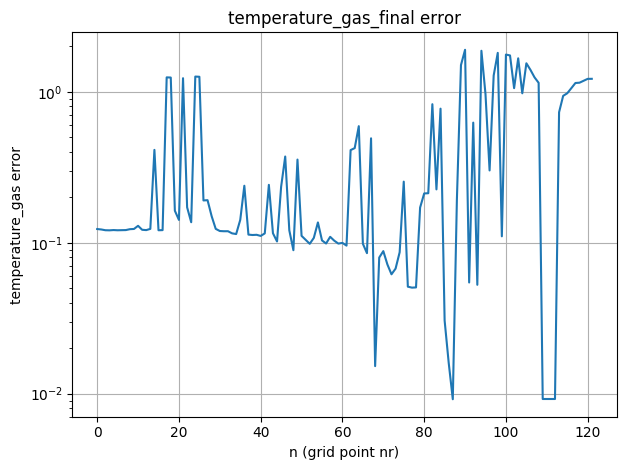 temperature_gas_final error
temperature_gas error
10⁰
10⁻¹
10⁻²
0 20 40 60 80 100 120
n (grid point nr)